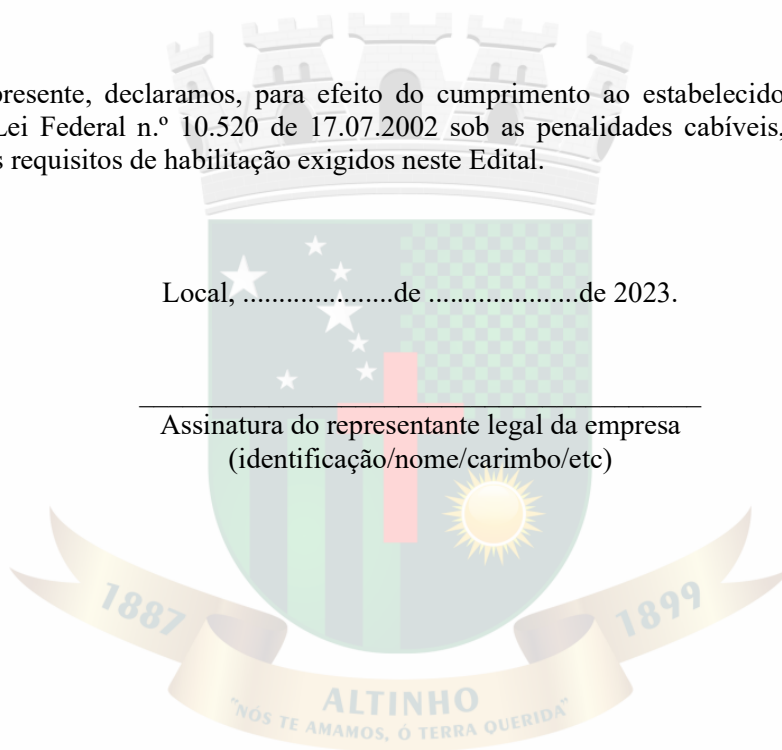 presente, declaramos, para efeito do cumprimento ao estabelecido
Lei Federal n.º 10.520 de 17.07.2002 sob as penalidades cabíveis,
s requisitos de habilitação exigidos neste Edital.
Local, .....................de .....................de 2023.
Assinatura do representante legal da empresa
(identificação/nome/carimbo/etc)
1887
1899
ALTINHO
"NÓS TE AMAMOS, Ó TERRA QUERIDA"